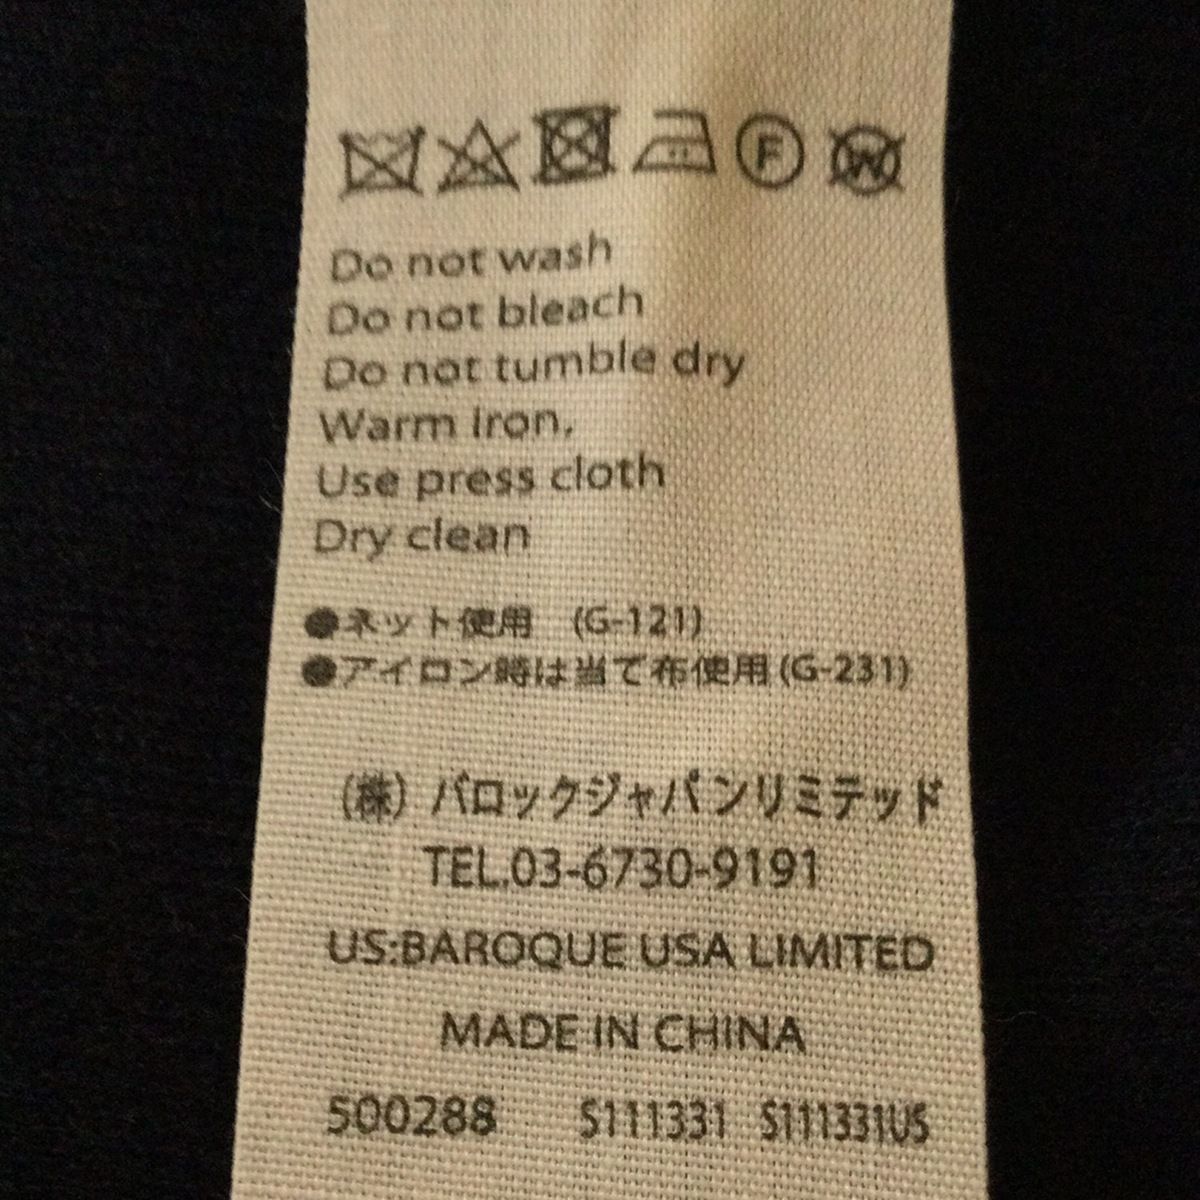 F W
Do not wash
Do not bleach
Do not tumble dry
Warm iron.
Use press cloth
Dry clean
●ネット使用 (G-121)
●アイロン時は当て布使用(G-231)
(株) バロックジャパンリミテッド
TEL.03-6730-9191
US:BAROQUE USA LIMITED
MADE IN CHINA
500288 S111331 S111331US